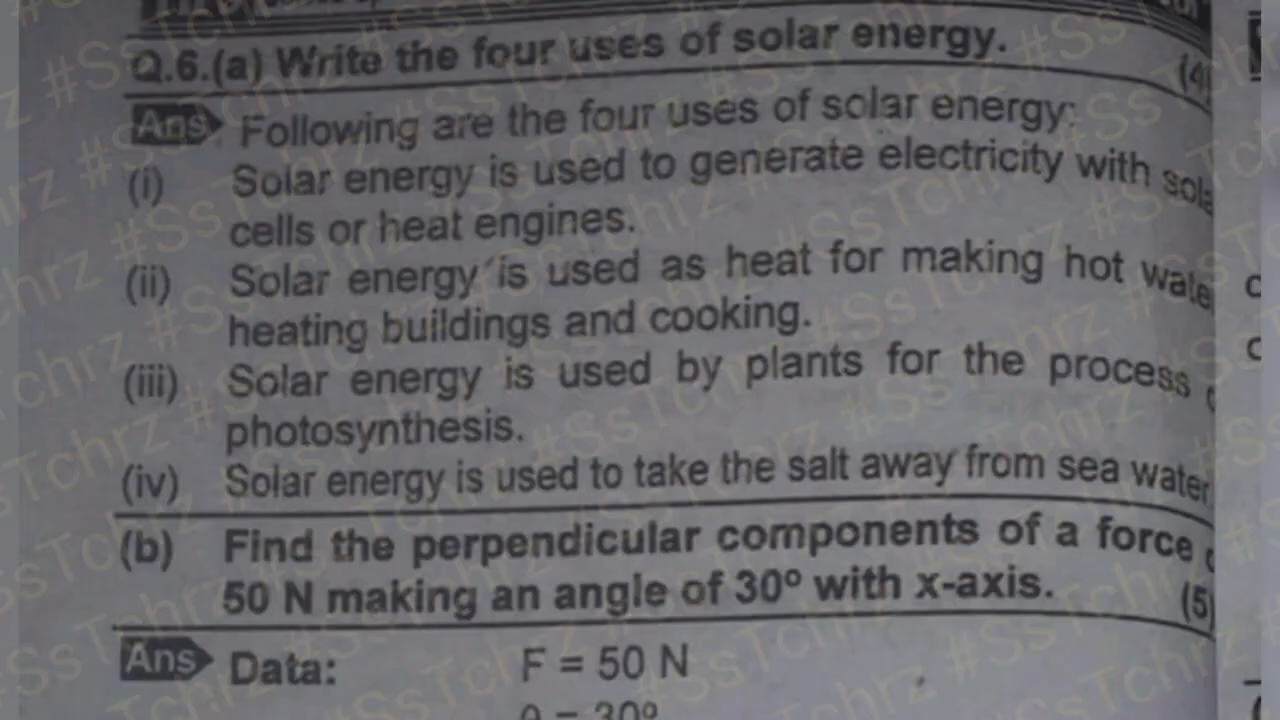 Q.6.(a) Write the four uses of solar energy. (4)
Ans Following are the four uses of solar energy:
(i) Solar energy is used to generate electricity with
cells or heat engines.
(ii) Solar energy is used as heat for making hot
heating buildings and cooking.
(iii) Solar energy is used by plants for the process
photosynthesis.
(iv) Solar energy is used to take the salt away from sea water
(b) Find the perpendicular components of a force
50 N making an angle of 30º with x-axis. (5)
Ans Data: F = 50 N
θ = 30º
#SsTchrz